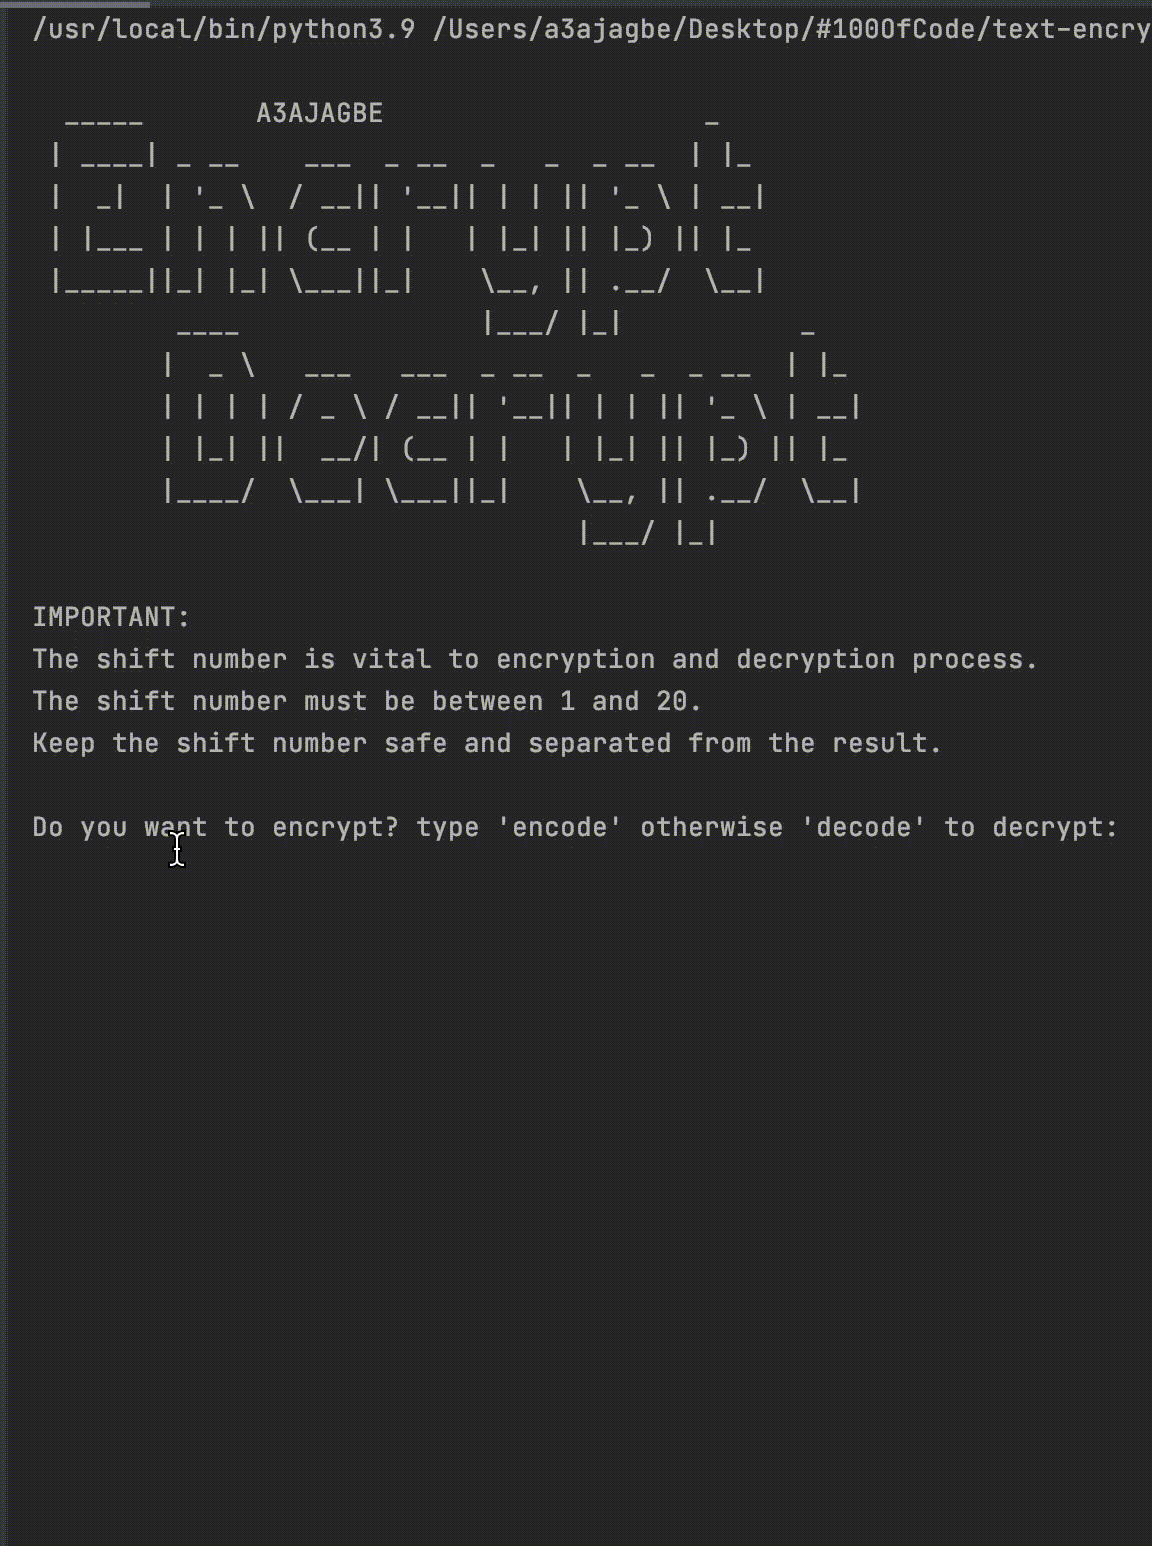 /usr/local/bin/python3.9 /Users/a3ajagbe/Desktop/#100OfCode/text-encry
  _____       A3AJAGBE                    _
 | ____| _ __    ___  _ __  _   _  _ __  | |_
 |  _|  | '_ \  / __|| '__|| | | || '_ \ | __|
 | |___ | | | || (__ | |   | |_| || |_) || |_
 |_____||_| |_| \___||_|    \__, || .__/  \__|
         ____               |___/ |_|           _
        |  _ \   ___   ___  _ __  _   _  _ __  | |_
        | | | | / _ \ / __|| '__|| | | || '_ \ | __|
        | |_| ||  __/| (__ | |   | |_| || |_) || |_
        |____/  \___| \___||_|    \__, || .__/  \__|
                                  |___/ |_|
IMPORTANT:
The shift number is vital to encryption and decryption process.
The shift number must be between 1 and 20.
Keep the shift number safe and separated from the result.
Do you want to encrypt? type 'encode' otherwise 'decode' to decrypt: